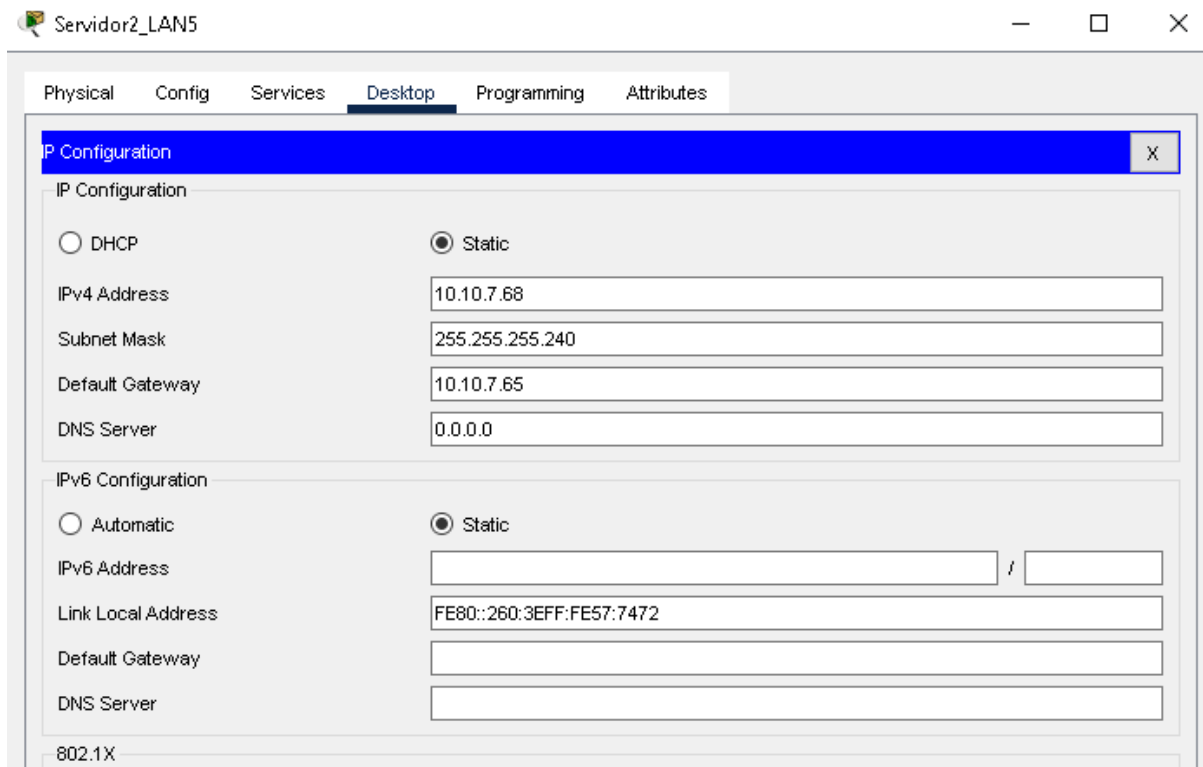 Servidor2_LAN5
Physical Config Services Desktop Programming Attributes
IP Configuration X
IP Configuration
DHCP Static
IPv4 Address 10.10.7.68
Subnet Mask 255.255.255.240
Default Gateway 10.10.7.65
DNS Server 0.0.0.0
IPv6 Configuration
Automatic Static
IPv6 Address /
Link Local Address FE80::260:3EFF:FE57:7472
Default Gateway
DNS Server
802.1X